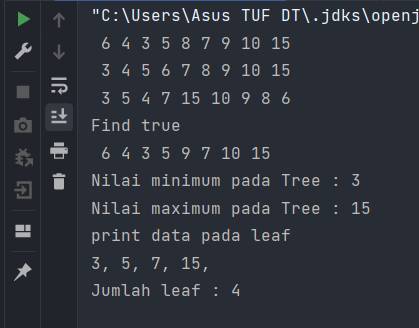 "C:\Users\Asus TUF DT\.jdks\openj
6 4 3 5 8 7 9 10 15
3 4 5 6 7 8 9 10 15
3 5 4 7 15 10 9 8 6
Find true
6 4 3 5 9 7 10 15
Nilai minimum pada Tree : 3
Nilai maximum pada Tree : 15
print data pada leaf
3, 5, 7, 15,
Jumlah leaf : 4